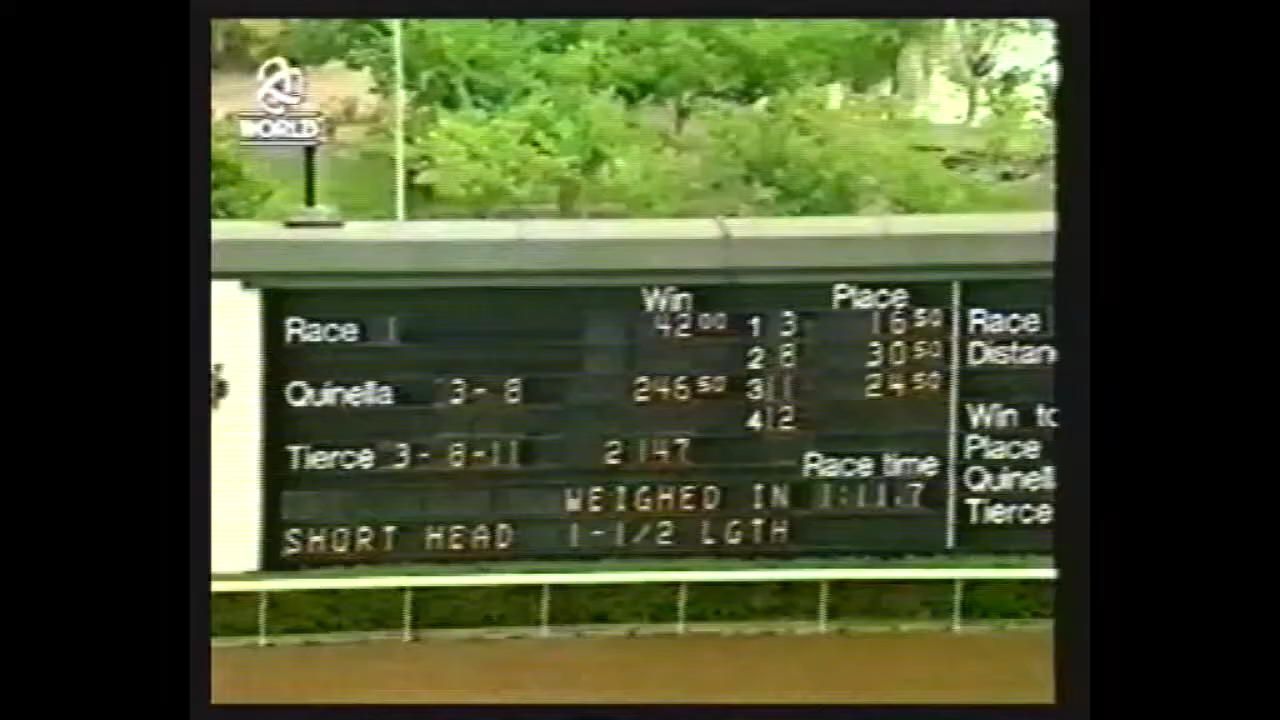 WORLD
Win Place
Race 1 42 00 1 3 16 50
2 8 30 50
Quinella 3-8 246 50 3 11 24 50
4 12
Tierce 3-8-11 2147 Race time
WEIGHED IN 1:11.7
SHORT HEAD 1-1/2 LGTH
Race
Distan
Win to
Place
Quinell
Tierce